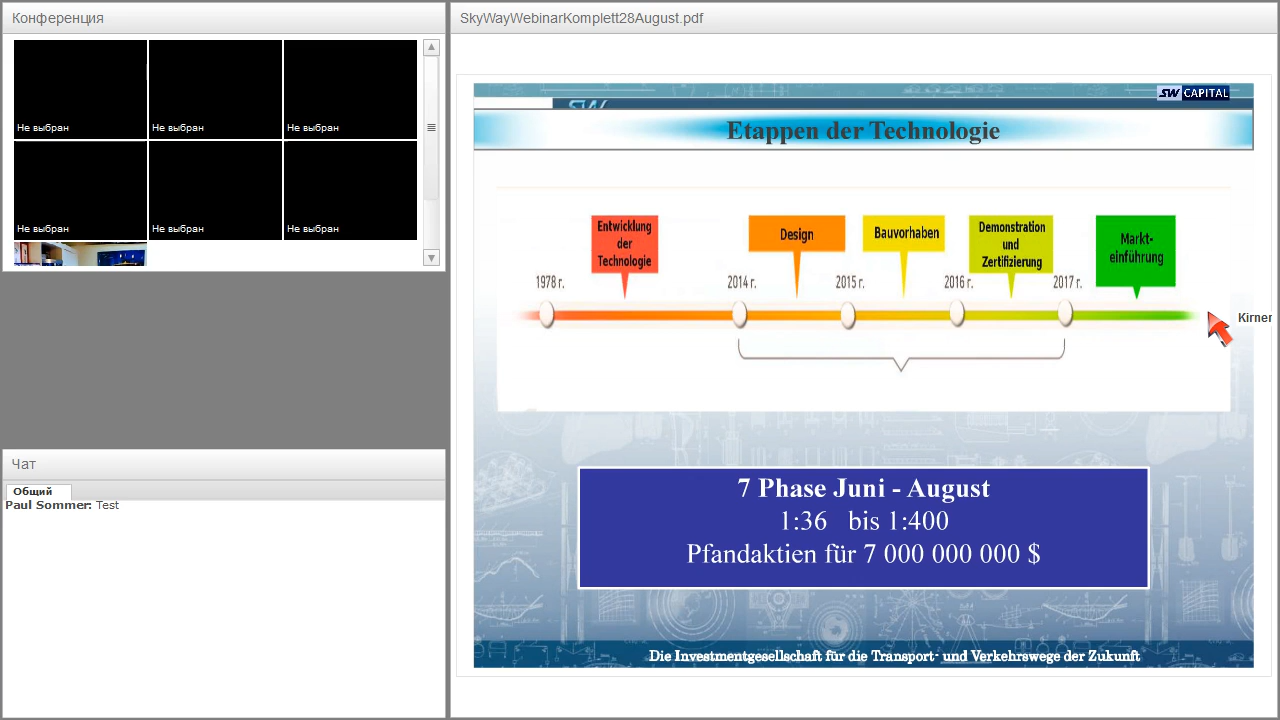 Конференция
Не выбран
Не выбран
Не выбран
Не выбран
Не выбран
Не выбран
Чат
Общий
Paul Sommer: Test
SkyWayWebinarKomplett28August.pdf
SW CAPITAL
SW
Etappen der Technologie
Entwicklung
der
Technologie
Design
Bauvorhaben
Demonstration
und
Zertifizierung
Markt-
einführung
1978 г.
2014 г.
2015 г.
2016 г.
2017 г.
Kirner
7 Phase Juni - August
1:36 bis 1:400
Pfandaktien für 7 000 000 000 $
Die Investmentgesellschaft für die Transport- und Verkehrswege der Zukunft